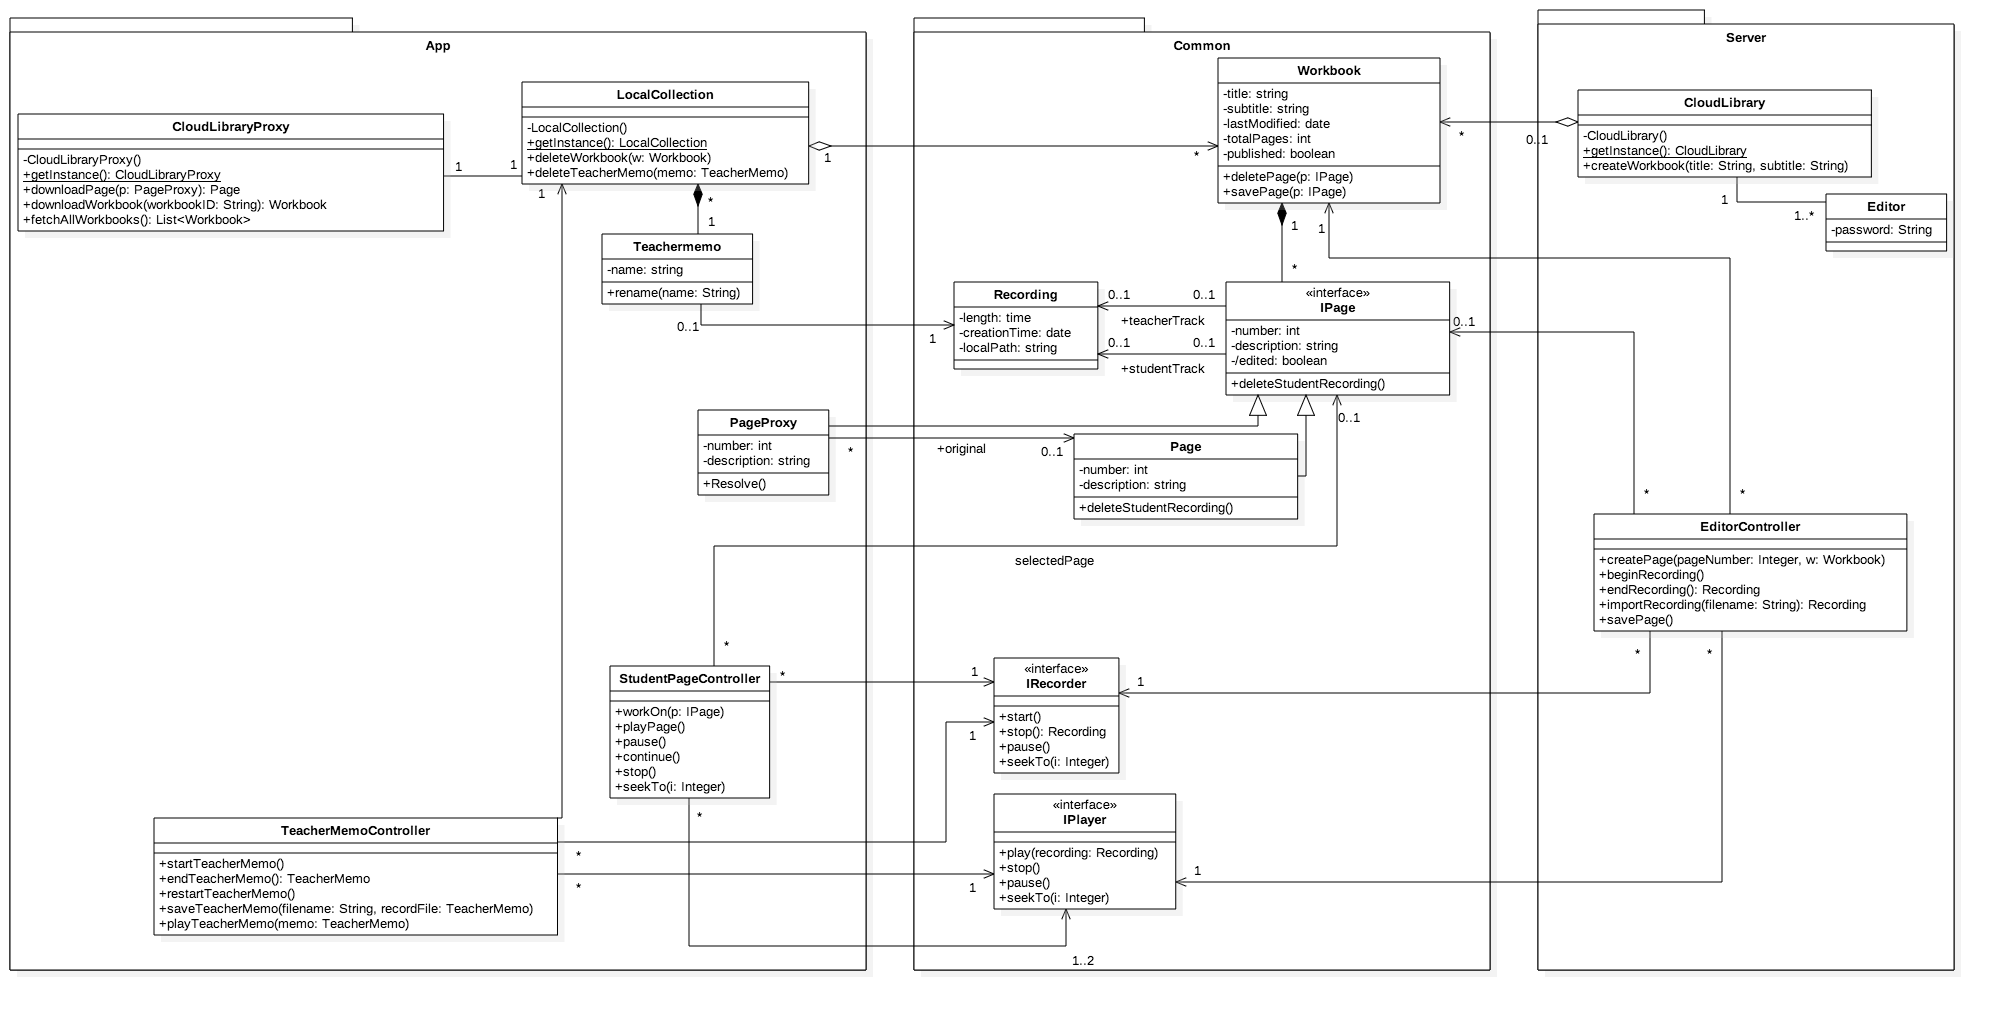 App
CloudLibraryProxy
-CloudLibraryProxy()
+getInstance(): CloudLibraryProxy
+downloadPage(p: PageProxy): Page
+downloadWorkbook(workbookID: String): Workbook
+fetchAllWorkbooks(): List<Workbook>
1
1
LocalCollection
-LocalCollection()
+getInstance(): LocalCollection
+deleteWorkbook(w: Workbook)
+deleteTeacherMemo(memo: TeacherMemo)
1
*
1
*
1
Teachermemo
-name: string
+rename(name: String)
0..1
1
PageProxy
-number: int
-description: string
+Resolve()
*
+original
0..1
selectedPage
*
StudentPageController
+workOn(p: IPage)
+playPage()
+pause()
+continue()
+stop()
+seekTo(i: Integer)
*
1
*
1..2
TeacherMemoController
+startTeacherMemo()
+endTeacherMemo(): TeacherMemo
+restartTeacherMemo()
+saveTeacherMemo(filename: String, recordFile: TeacherMemo)
+playTeacherMemo(memo: TeacherMemo)
*
1
*
1
Common
Workbook
-title: string
-subtitle: string
-lastModified: date
-totalPages: int
-published: boolean
+deletePage(p: IPage)
+savePage(p: IPage)
*
1
*
1
Recording
-length: time
-creationTime: date
-localPath: string
0..1
0..1
+teacherTrack
0..1
0..1
+studentTrack
«interface»
IPage
-number: int
-description: string
-/edited: boolean
+deleteStudentRecording()
0..1
0..1
Page
-number: int
-description: string
+deleteStudentRecording()
«interface»
IRecorder
+start()
+stop(): Recording
+pause()
+seekTo(i: Integer)
1
«interface»
IPlayer
+play(recording: Recording)
+stop()
+pause()
+seekTo(i: Integer)
1
Server
CloudLibrary
-CloudLibrary()
+getInstance(): CloudLibrary
+createWorkbook(title: String, subtitle: String)
*
0..1
1
1..*
Editor
-password: String
*
*
EditorController
+createPage(pageNumber: Integer, w: Workbook)
+beginRecording()
+endRecording(): Recording
+importRecording(filename: String): Recording
+savePage()
*
*